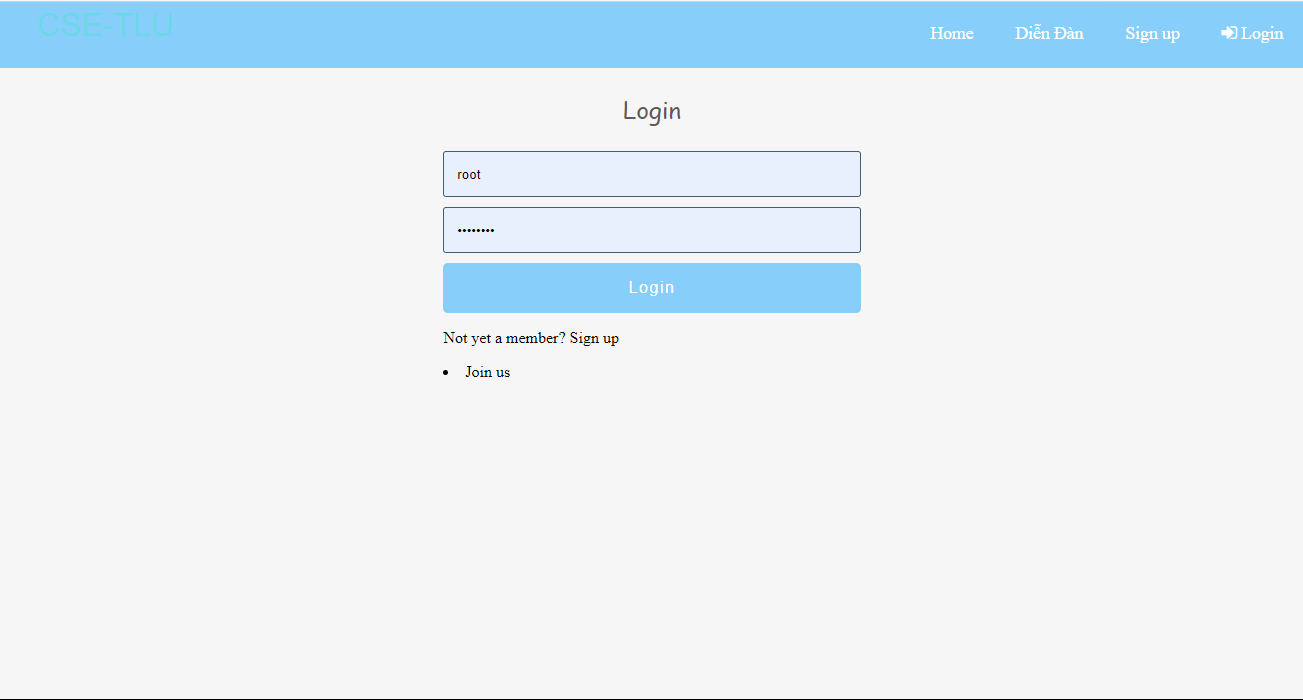 CSE-TLU
Home Diễn Đàn Sign up Login
Login
root
••••••••
Login
Not yet a member? Sign up
• Join us